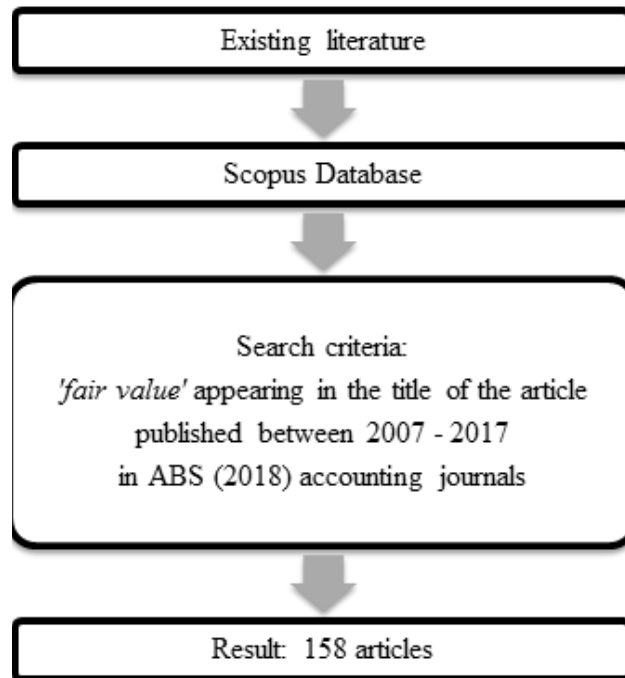 Existing literature
Scopus Database
Search criteria:
'fair value' appearing in the title of the article
published between 2007 - 2017
in ABS (2018) accounting journals
Result: 158 articles